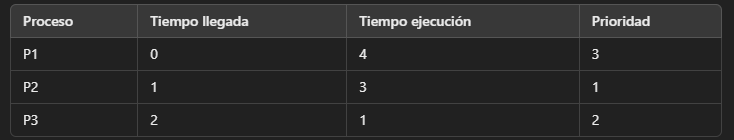 Proceso Tiempo llegada Tiempo ejecución Prioridad
P1 0 4 3
P2 1 3 1
P3 2 1 2